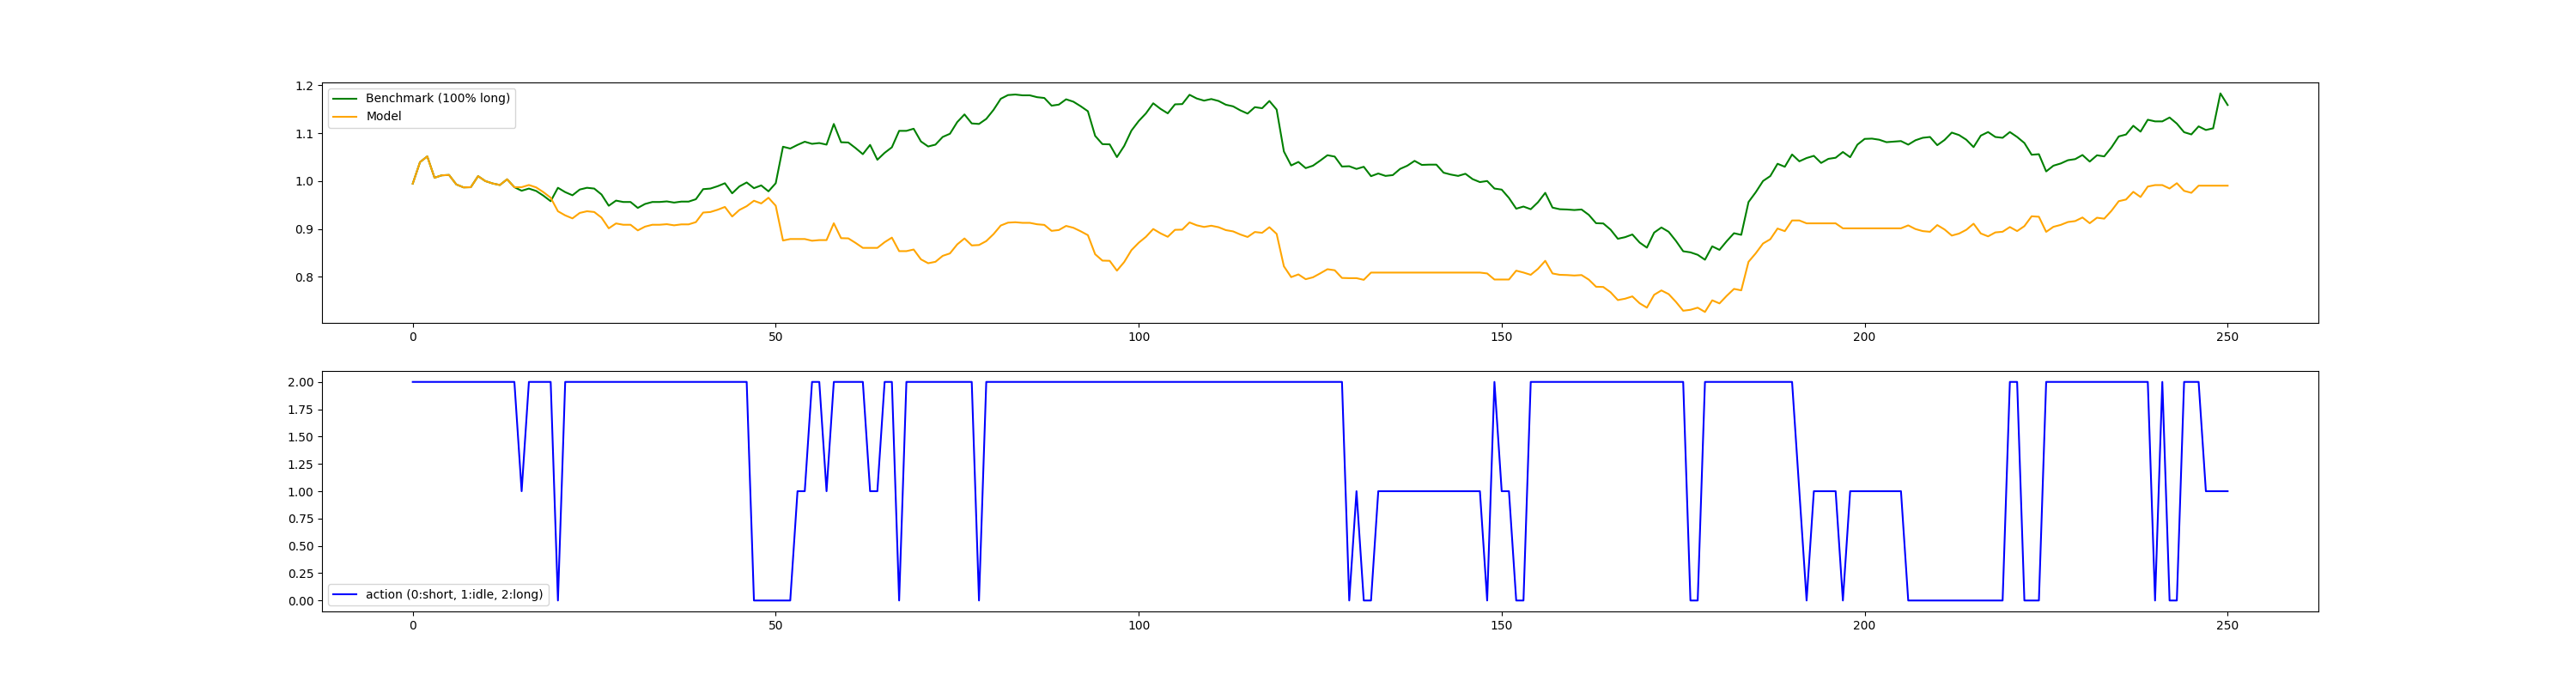 1.2
1.1
1.0
0.9
0.8
Benchmark (100% long)
Model
0 50 100 150 200 250
2.00
1.75
1.50
1.25
1.00
0.75
0.50
0.25
0.00
action (0:short, 1:idle, 2:long)
0 50 100 150 200 250